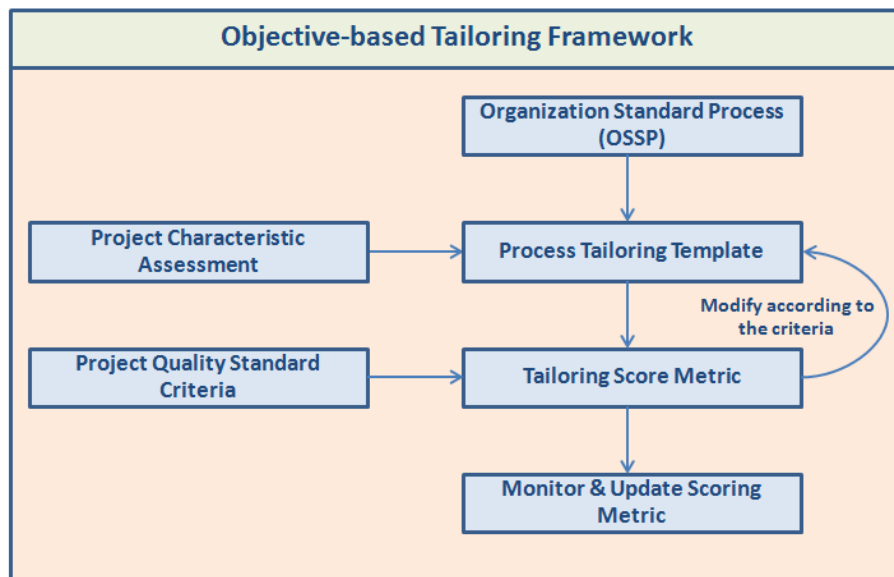 Objective-based Tailoring Framework
Organization Standard Process
(OSSP)
Project Characteristic
Assessment
Process Tailoring Template
Modify according to
the criteria
Project Quality Standard
Criteria
Tailoring Score Metric
Monitor & Update Scoring
Metric